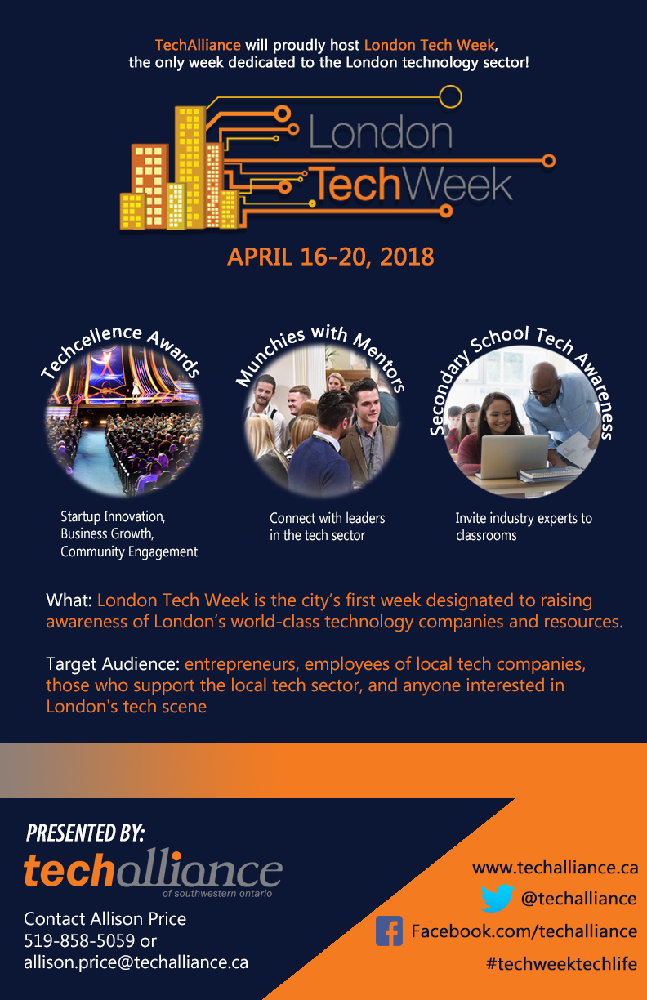 TechAlliance will proudly host London Tech Week,
the only week dedicated to the London technology sector!
London
TechWeek
APRIL 16-20, 2018
Techcellence Awards
Munchies with Mentors
Secondary School Tech Awareness
Startup Innovation,
Business Growth,
Community Engagement
Connect with leaders
in the tech sector
Invite industry experts to
classrooms
What: London Tech Week is the city’s first week designated to raising
awareness of London’s world-class technology companies and resources.
Target Audience: entrepreneurs, employees of local tech companies,
those who support the local tech sector, and anyone interested in
London's tech scene
PRESENTED BY:
techalliance
of southwestern ontario
Contact Allison Price
519-858-5059 or
allison.price@techalliance.ca
www.techalliance.ca
@techalliance
Facebook.com/techalliance
#techweektechlife